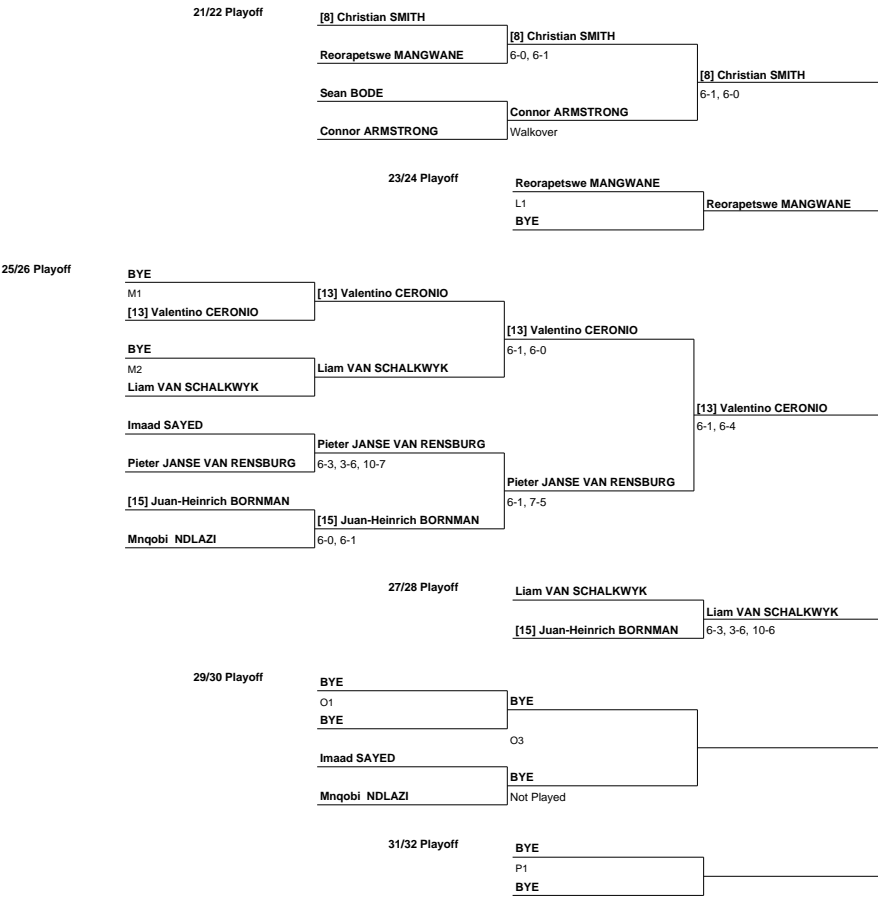 21/22 Playoff
[8] Christian SMITH
[8] Christian SMITH
Reorapetswe MANGWANE
6-0, 6-1
[8] Christian SMITH
Sean BODE
6-1, 6-0
Connor ARMSTRONG
Connor ARMSTRONG
Walkover
23/24 Playoff
Reorapetswe MANGWANE
L1
Reorapetswe MANGWANE
BYE
25/26 Playoff
BYE
M1
[13] Valentino CERONIO
[13] Valentino CERONIO
[13] Valentino CERONIO
BYE
6-1, 6-0
M2
Liam VAN SCHALKWYK
Liam VAN SCHALKWYK
[13] Valentino CERONIO
Imaad SAYED
6-1, 6-4
Pieter JANSE VAN RENSBURG
Pieter JANSE VAN RENSBURG
6-3, 3-6, 10-7
Pieter JANSE VAN RENSBURG
[15] Juan-Heinrich BORNMAN
6-1, 7-5
[15] Juan-Heinrich BORNMAN
Mnqobi NDLAZI
6-0, 6-1
27/28 Playoff
Liam VAN SCHALKWYK
Liam VAN SCHALKWYK
[15] Juan-Heinrich BORNMAN
6-3, 3-6, 10-6
29/30 Playoff
BYE
O1
BYE
BYE
O3
Imaad SAYED
BYE
Mnqobi NDLAZI
Not Played
31/32 Playoff
BYE
P1
BYE